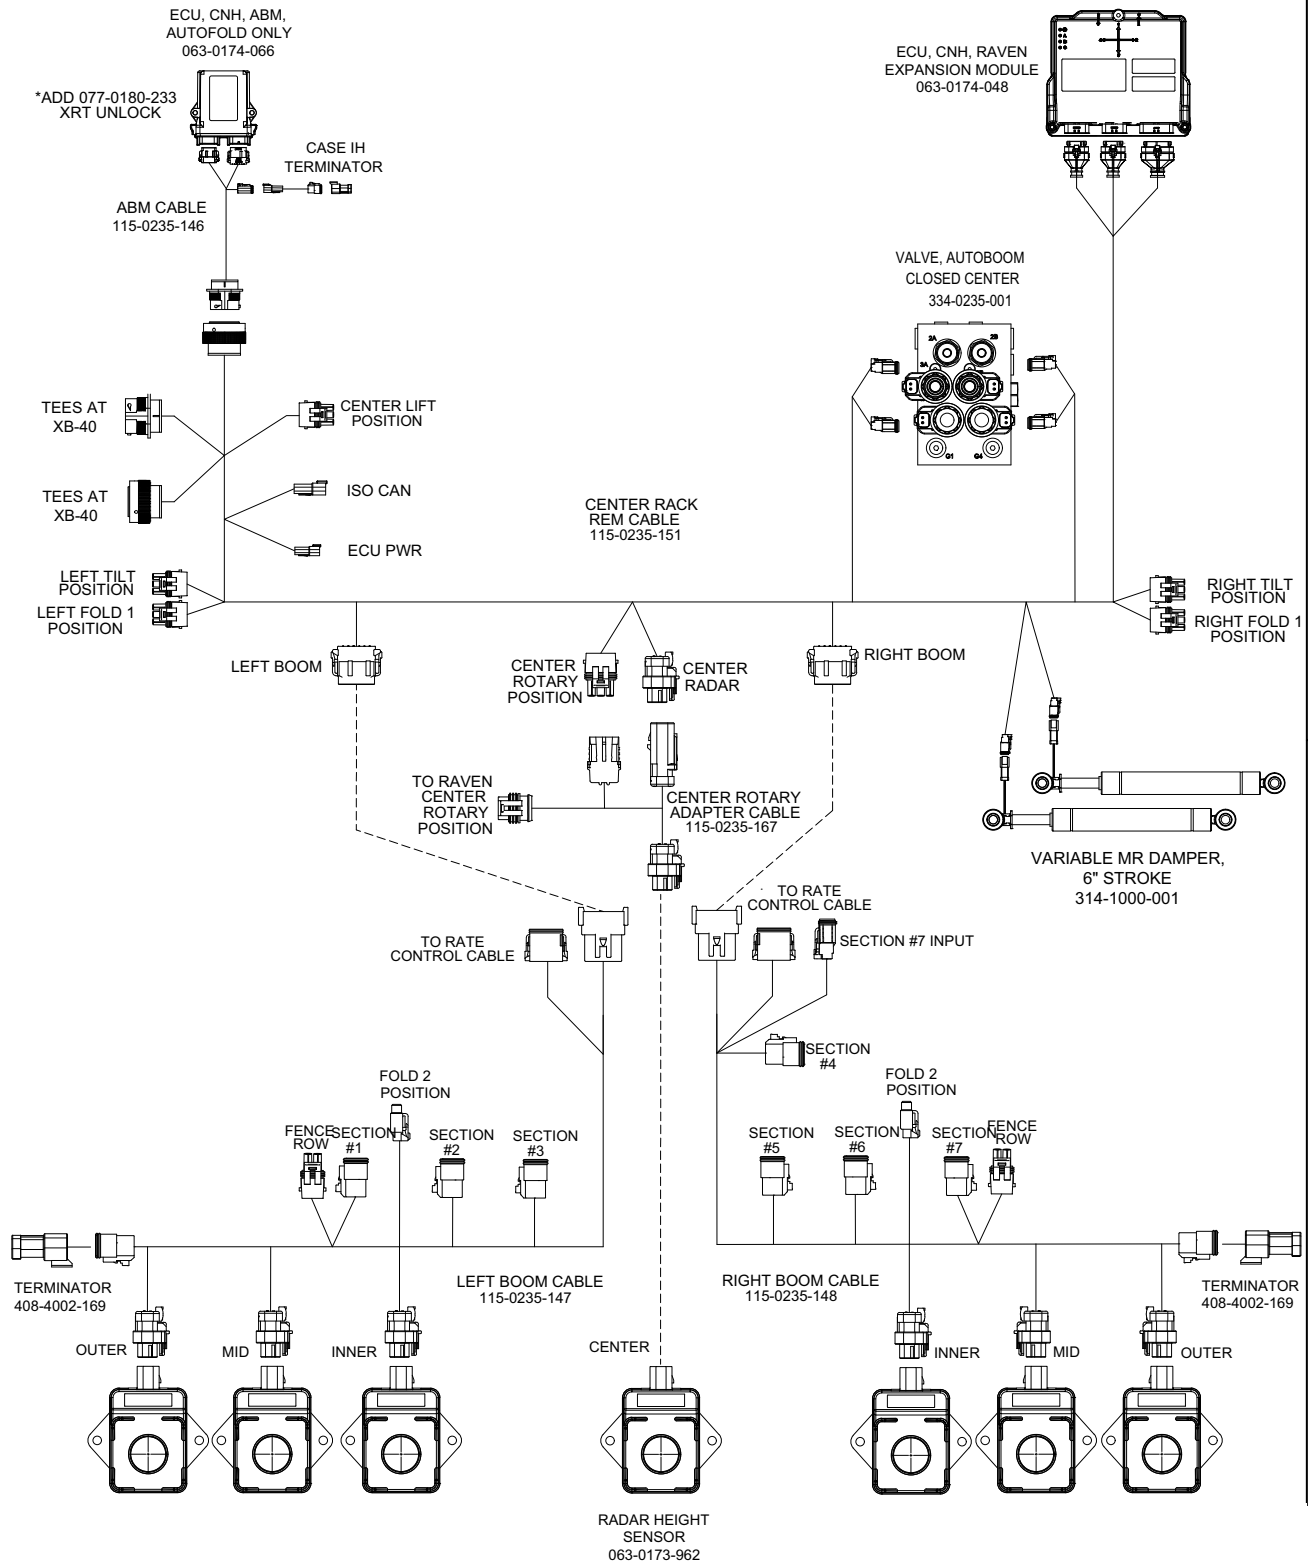 ECU, CNH, ABM,
AUTOFOLD ONLY
063-0174-066
*ADD 077-0180-233
XRT UNLOCK
CASE IH
TERMINATOR
ABM CABLE
115-0235-146
ECU, CNH, RAVEN
EXPANSION MODULE
063-0174-048
VALVE, AUTOBOOM
CLOSED CENTER
334-0235-001
2A
2B
3A
G1
TEES AT
XB-40
CENTER LIFT
POSITION
TEES AT
XB-40
ISO CAN
ECU PWR
CENTER RACK
REM CABLE
115-0235-151
LEFT TILT
POSITION
LEFT FOLD 1
POSITION
RIGHT TILT
POSITION
RIGHT FOLD 1
POSITION
LEFT BOOM
CENTER
ROTARY
POSITION
CENTER
RADAR
RIGHT BOOM
TO RAVEN
CENTER
ROTARY
POSITION
CENTER ROTARY
ADAPTER CABLE
115-0235-167
VARIABLE MR DAMPER,
6" STROKE
314-1000-001
TO RATE
CONTROL CABLE
TO RATE
CONTROL CABLE
SECTION #7 INPUT
SECTION
#4
FOLD 2
POSITION
FENCE
ROW
SECTION
#1
SECTION
#2
SECTION
#3
FOLD 2
POSITION
SECTION
#5
SECTION
#6
SECTION
#7
FENCE
ROW
TERMINATOR
408-4002-169
LEFT BOOM CABLE
115-0235-147
RIGHT BOOM CABLE
115-0235-148
TERMINATOR
408-4002-169
OUTER
MID
INNER
CENTER
INNER
MID
OUTER
RADAR HEIGHT
SENSOR
063-0173-962